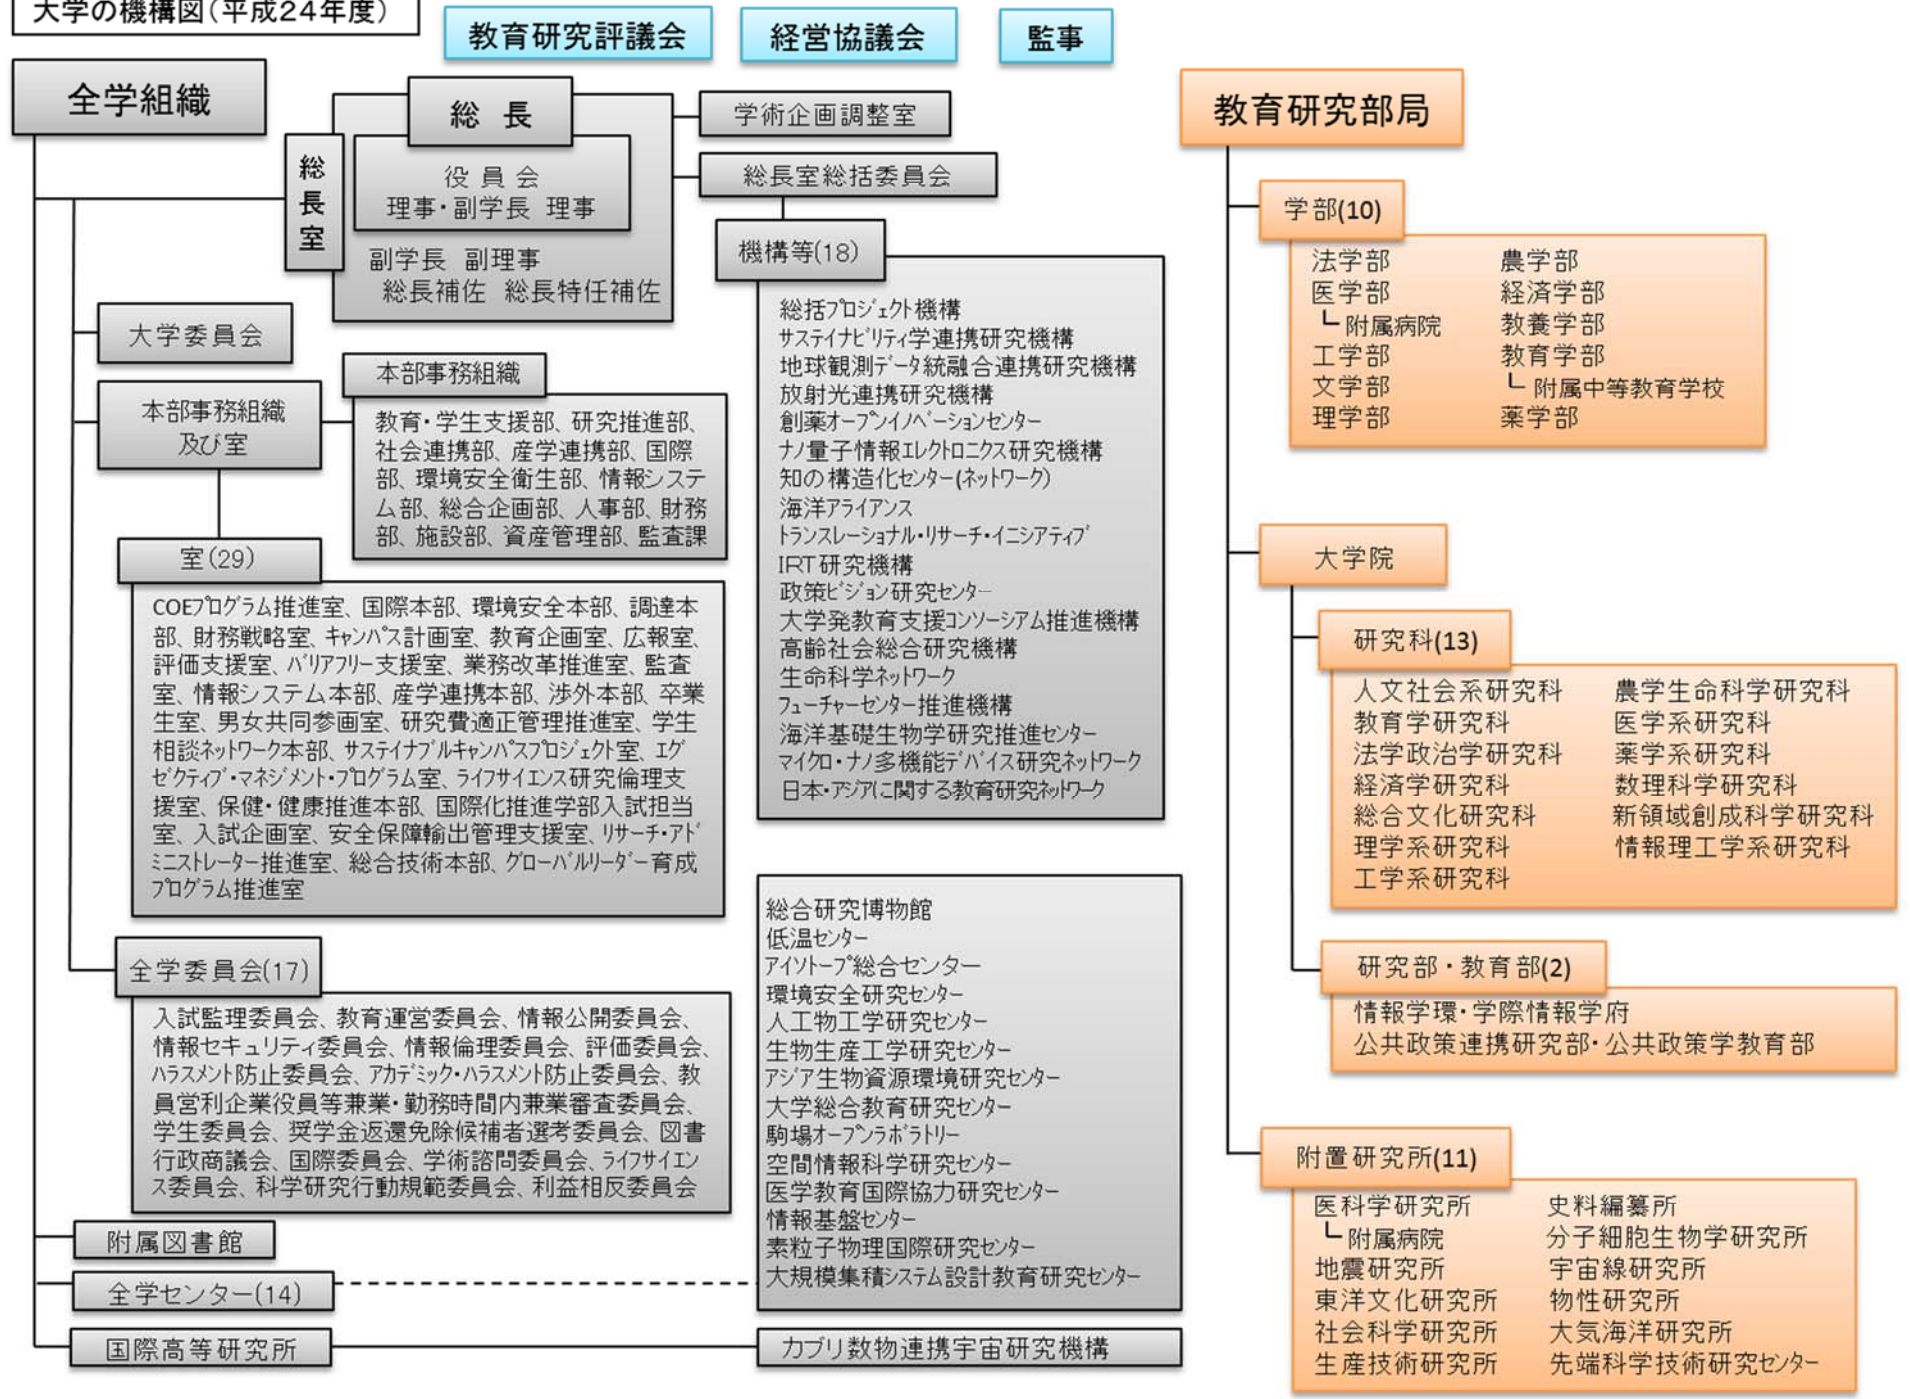 大学の機構図(平成24年度)
教育研究評議会
経営協議会
監事
全学組織
総長室
総 長
役 員 会
理事・副学長 理事
副学長 副理事
総長補佐 総長特任補佐
学術企画調整室
総長室総括委員会
機構等(18)
総括プロジェクト機構
サステイナビリティ学連携研究機構
地球観測データ統融合連携研究機構
放射光連携研究機構
創薬オープンイノベーションセンター
ナノ量子情報エレクトロニクス研究機構
知の構造化センター(ネットワーク)
海洋アライアンス
トランスレーショナル・リサーチ・イニシアティブ
IRT研究機構
政策ビジョン研究センター
大学発教育支援コンソーシアム推進機構
高齢社会総合研究機構
生命科学ネットワーク
フューチャーセンター推進機構
海洋基礎生物学研究推進センター
マイクロ・ナノ多機能デバイス研究ネットワーク
日本・アジアに関する教育研究ネットワーク
大学委員会
本部事務組織
及び室
本部事務組織
教育・学生支援部、研究推進部、
社会連携部、産学連携部、国際
部、環境安全衛生部、情報システ
ム部、総合企画部、人事部、財務
部、施設部、資産管理部、監査課
室(29)
COEプログラム推進室、国際本部、環境安全本部、調達本
部、財務戦略室、キャンパス計画室、教育企画室、広報室、
評価支援室、バリアフリー支援室、業務改革推進室、監査
室、情報システム本部、産学連携本部、渉外本部、卒業
生室、男女共同参画室、研究費適正管理推進室、学生
相談ネットワーク本部、サステイナブルキャンパスプロジェクト室、エグ
ゼクティブ・マネジメント・プログラム室、ライフサイエンス研究倫理支
援室、保健・健康推進本部、国際化推進学部入試担当
室、入試企画室、安全保障輸出管理支援室、リサーチ・アド
ミニストレーター推進室、総合技術本部、グローバルリーダー育成
プログラム推進室
全学委員会(17)
入試監理委員会、教育運営委員会、情報公開委員会、
情報セキュリティ委員会、情報倫理委員会、評価委員会、
ハラスメント防止委員会、アカデミック・ハラスメント防止委員会、教
員営利企業役員等兼業・勤務時間内兼業審査委員会、
学生委員会、奨学金返還免除候補者選考委員会、図書
行政商議会、国際委員会、学術諮問委員会、ライフサイエン
ス委員会、科学研究行動規範委員会、利益相反委員会
附属図書館
全学センター(14)
国際高等研究所
総合研究博物館
低温センター
アイソトープ総合センター
環境安全研究センター
人工物工学研究センター
生物生産工学研究センター
アジア生物資源環境研究センター
大学総合教育研究センター
駒場オープンラボラトリー
空間情報科学研究センター
医学教育国際協力研究センター
情報基盤センター
素粒子物理国際研究センター
大規模集積システム設計教育研究センター
カブリ数物連携宇宙研究機構
教育研究部局
学部(10)
法学部
医学部
附属病院
工学部
文学部
理学部
農学部
経済学部
教養学部
教育学部
附属中等教育学校
薬学部
大学院
研究科(13)
人文社会系研究科
教育学研究科
法学政治学研究科
経済学研究科
総合文化研究科
理学系研究科
工学系研究科
農学生命科学研究科
医学系研究科
薬学系研究科
数理科学研究科
新領域創成科学研究科
情報理工学系研究科
研究部・教育部(2)
情報学環・学際情報学府
公共政策連携研究部・公共政策学教育部
附置研究所(11)
医科学研究所
附属病院
地震研究所
東洋文化研究所
社会科学研究所
生産技術研究所
史料編纂所
分子細胞生物学研究所
宇宙線研究所
物性研究所
大気海洋研究所
先端科学技術研究センター